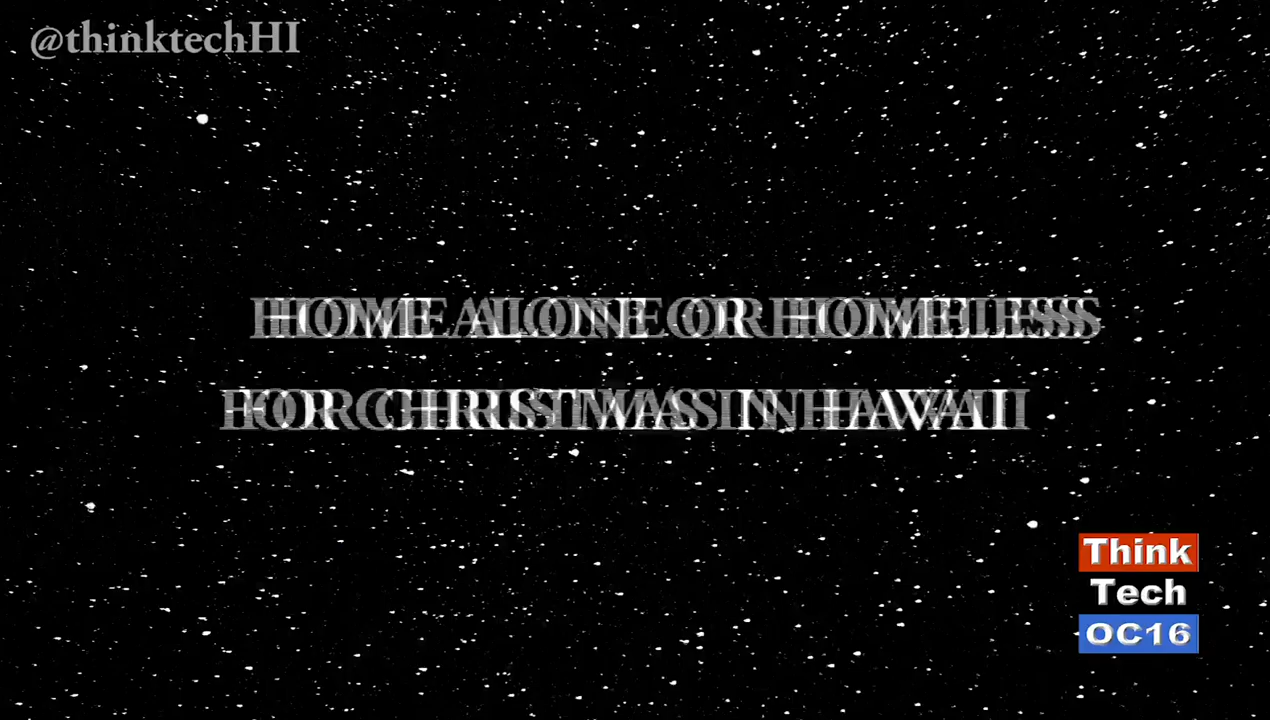 @thinktechHI
HOME ALONE OR HOMELESS
FOR CHRISTMAS IN HAWAII
Think
Tech
OC16